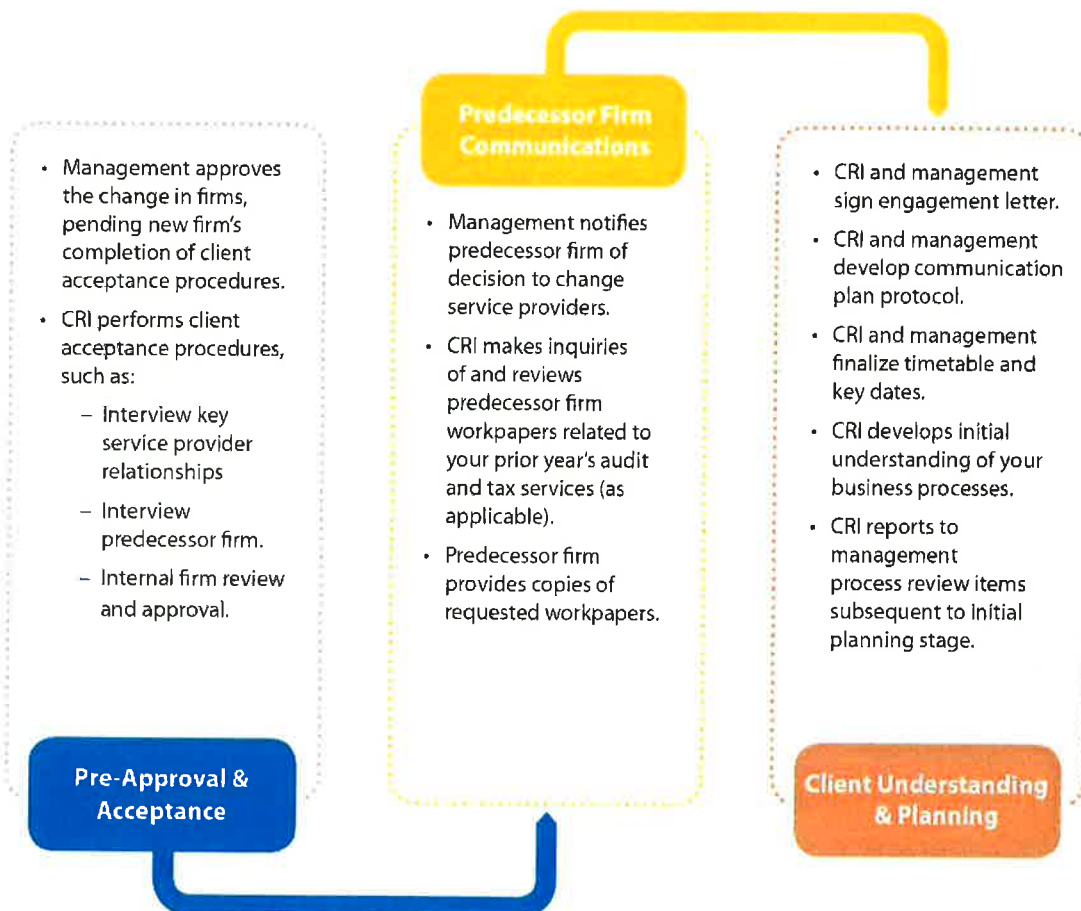 • Management approves
the change in firms,
pending new firm's
completion of client
acceptance procedures.
• CRI performs client
acceptance procedures,
such as:
– Interview key
service provider
relationships
– Interview
predecessor firm.
– Internal firm review
and approval.
Pre-Approval &
Acceptance
Predecessor Firm
Communications
• Management notifies
predecessor firm of
decision to change
service providers.
• CRI makes inquiries
of and reviews
predecessor firm
workpapers related to
your prior year's audit
and tax services (as
applicable).
• Predecessor firm
provides copies of
requested workpapers.
• CRI and management
sign engagement letter.
• CRI and management
develop communication
plan protocol.
• CRI and management
finalize timetable and
key dates.
• CRI develops initial
understanding of your
business processes.
• CRI reports to
management
process review items
subsequent to initial
planning stage.
Client Understanding
& Planning